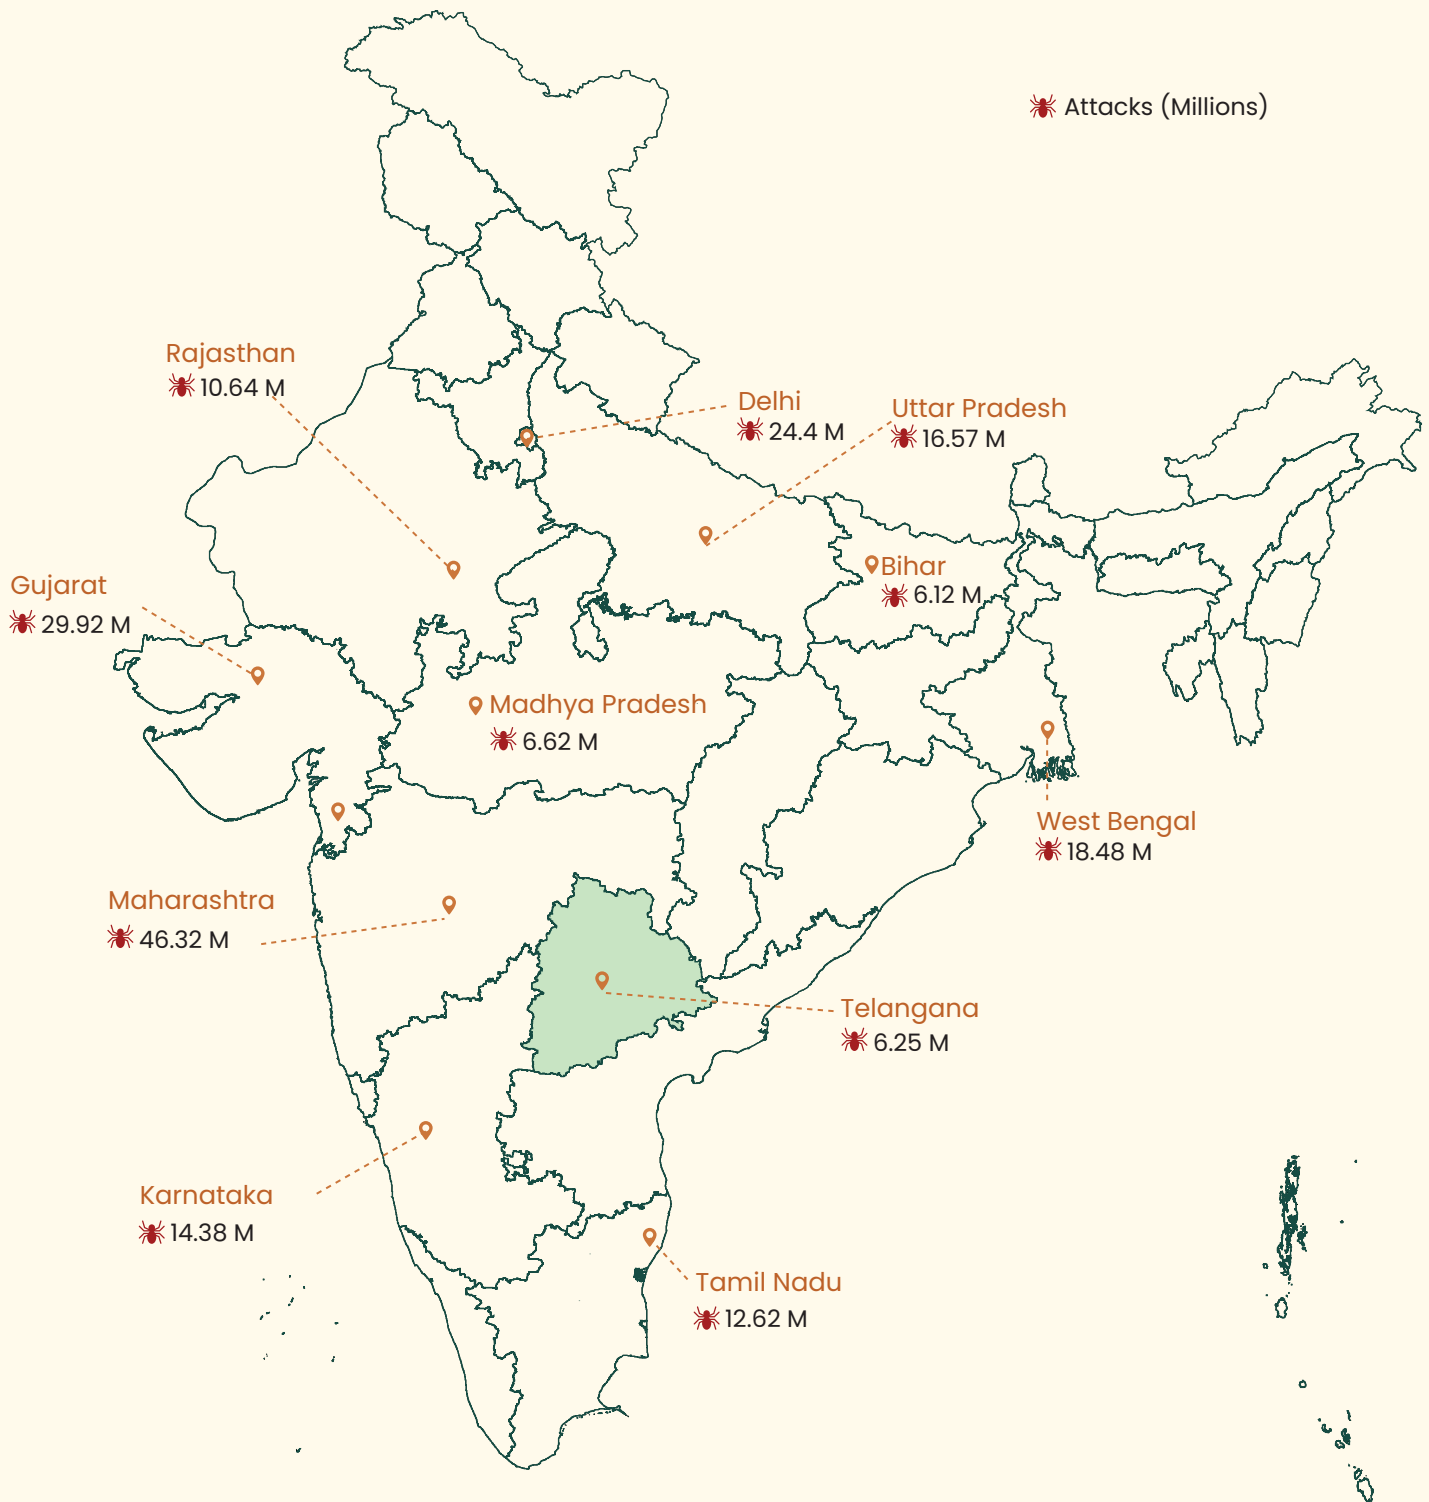 Attacks (Millions)
Rajasthan
10.64 M
Delhi
24.4 M
Uttar Pradesh
16.57 M
Bihar
6.12 M
Gujarat
29.92 M
Madhya Pradesh
6.62 M
West Bengal
18.48 M
Maharashtra
46.32 M
Telangana
6.25 M
Karnataka
14.38 M
Tamil Nadu
12.62 M